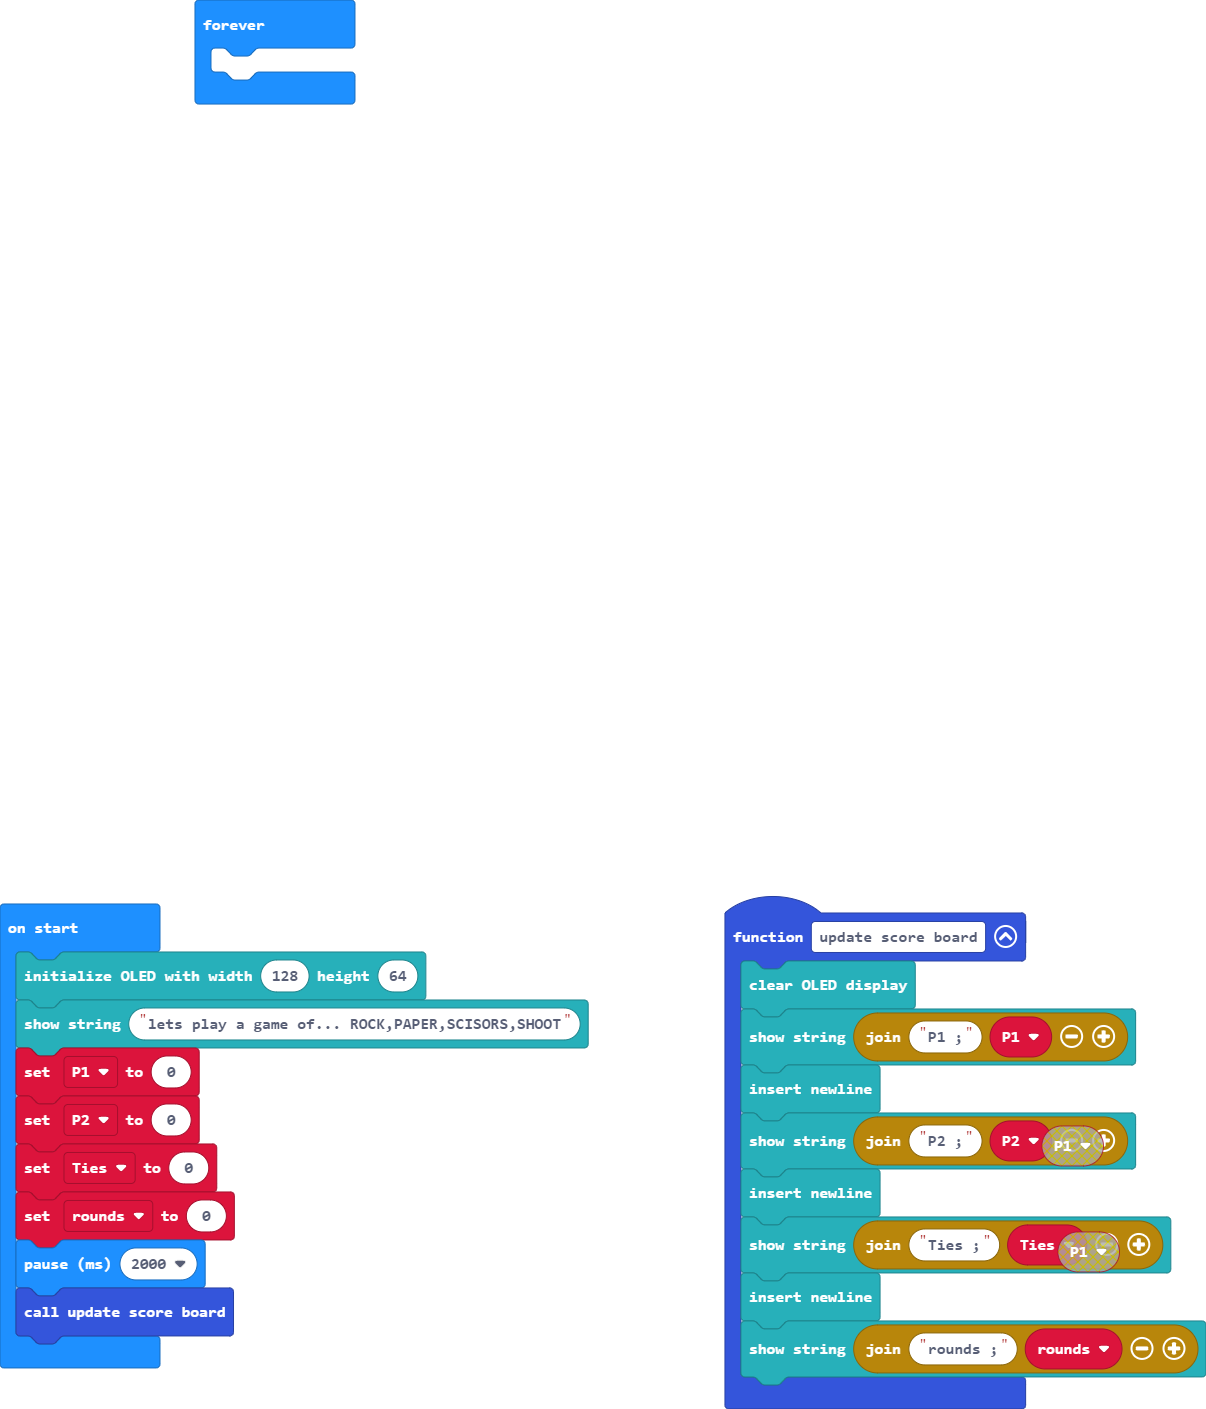 forever
on start
initialize OLED with width 128 height 64
show string "lets play a game of... ROCK,PAPER,SCISORS,SHOOT"
set P1 to 0
set P2 to 0
set Ties to 0
set rounds to 0
pause (ms) 2000
call update score board
function update score board
clear OLED display
show string join "P1 ;" P1
insert newline
show string join "P2 ;" P2 P1
insert newline
show string join "Ties ;" Ties P1
insert newline
show string join "rounds ;" rounds